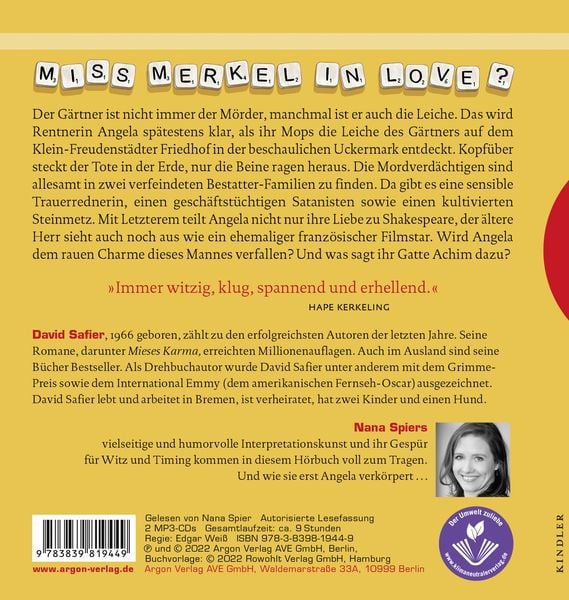 MISS MERKEL IN LOVE?
Der Gärtner ist nicht immer der Mörder, manchmal ist er auch die Leiche. Das wird
Rentnerin Angela spätestens klar, als ihr Mops die Leiche des Gärtners auf dem
Klein-Freudenstädter Friedhof in der beschaulichen Uckermark entdeckt. Kopfüber
steckt der Tote in der Erde, nur die Beine ragen heraus. Die Mordverdächtigen sind
allesamt in zwei verfeindeten Bestatter-Familien zu finden. Da gibt es eine sensible
Trauerrednerin, einen geschäftstüchtigen Satanisten sowie einen kultivierten
Steinmetz. Mit Letzterem teilt Angela nicht nur ihre Liebe zu Shakespeare, der ältere
Herr sieht auch noch aus wie ein ehemaliger französischer Filmstar. Wird Angela
dem rauen Charme dieses Mannes verfallen? Und was sagt ihr Gatte Achim dazu?
»Immer witzig, klug, spannend und erhellend.«
HAPE KERKELING
David Safier, 1966 geboren, zählt zu den erfolgreichsten Autoren der letzten Jahre. Seine
Romane, darunter Mieses Karma, erreichten Millionenauflagen. Auch im Ausland sind seine
Bücher Bestseller. Als Drehbuchautor wurde David Safier unter anderem mit dem Grimme-
Preis sowie dem International Emmy (dem amerikanischen Fernseh-Oscar) ausgezeichnet.
David Safier lebt und arbeitet in Bremen, ist verheiratet, hat zwei Kinder und einen Hund.
Nana Spiers
vielseitige und humorvolle Interpretationskunst und ihr Gespür
für Witz und Timing kommen in diesem Hörbuch voll zum Tragen.
Und wie sie erst Angela verkörpert ...
Gelesen von Nana Spier Autorisierte Lesefassung
2 MP3-CDs Gesamtlaufzeit: ca. 9 Stunden
Regie: Edgar Weiß ISBN 978-3-8398-1944-9
℗ und © 2022 Argon Verlag AVE GmbH, Berlin,
Buchvorlage: © 2022 Rowohlt Verlag GmbH, Hamburg
Argon Verlag AVE GmbH, Waldemarstraße 33A, 10999 Berlin
9 783839 819449
www.argon-verlag.de
Der Umwelt zuliebe
www.klimaneutralerverlag.de
KINDLER